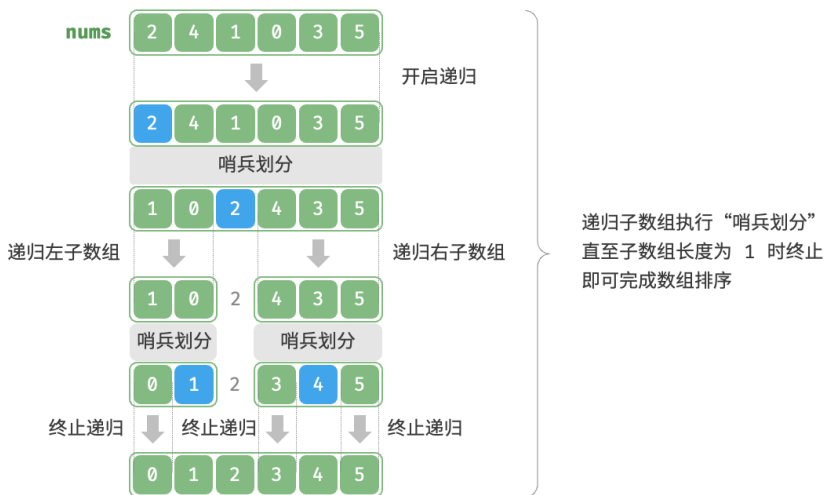 nums 2 4 1 0 3 5
开启递归
2 4 1 0 3 5
哨兵划分
1 0 2 4 3 5
递归左子数组 递归右子数组
1 0 2 4 3 5
哨兵划分 哨兵划分
0 1 2 3 4 5
终止递归 终止递归 终止递归
0 1 2 3 4 5
递归子数组执行“哨兵划分”
直至子数组长度为 1 时终止
即可完成数组排序